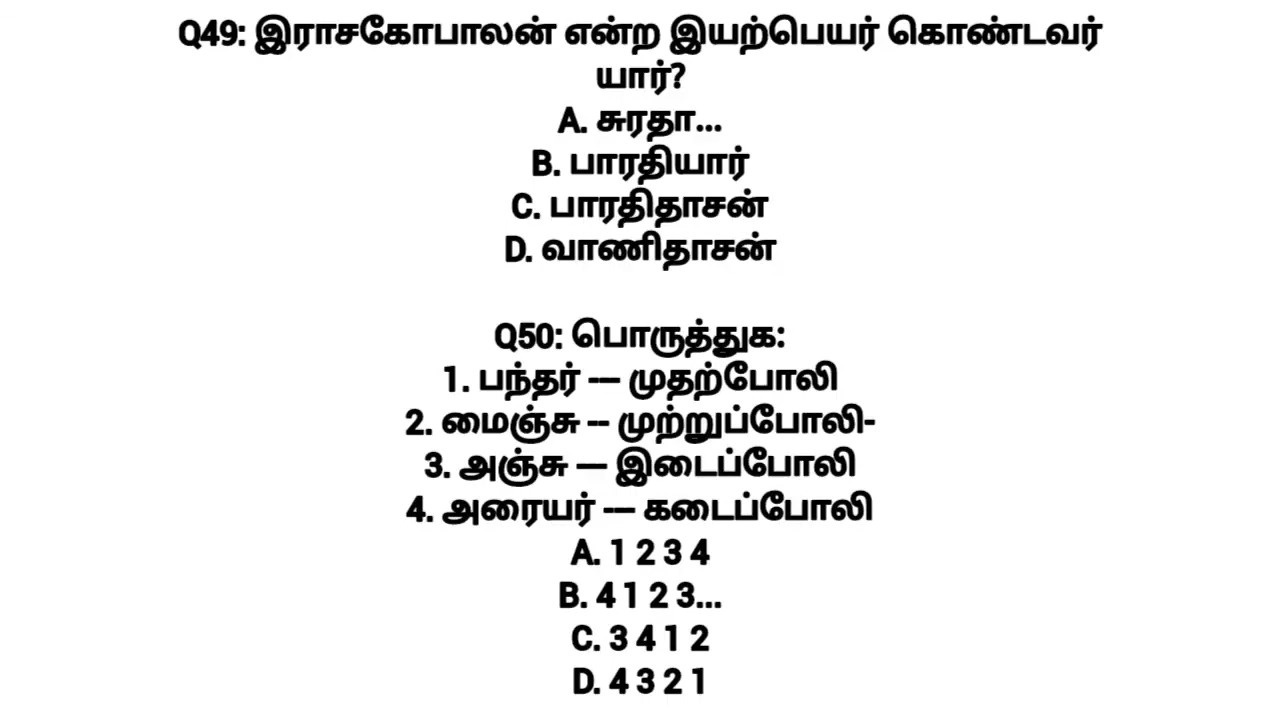 Q49: இராசகோபாலன் என்ற இயற்பெயர் கொண்டவர்
யார்?
A. சுரதா...
B. பாரதியார்
C. பாரதிதாசன்
D. வாணிதாசன்
Q50: பொருத்துக:
1. பந்தர் --- முதற்போலி
2. மைஞ்சு -- முற்றுப்போலி-
3. அஞ்சு --- இடைப்போலி
4. அரையர் --- கடைப்போலி
A. 1 2 3 4
B. 4 1 2 3...
C. 3 4 1 2
D. 4 3 2 1